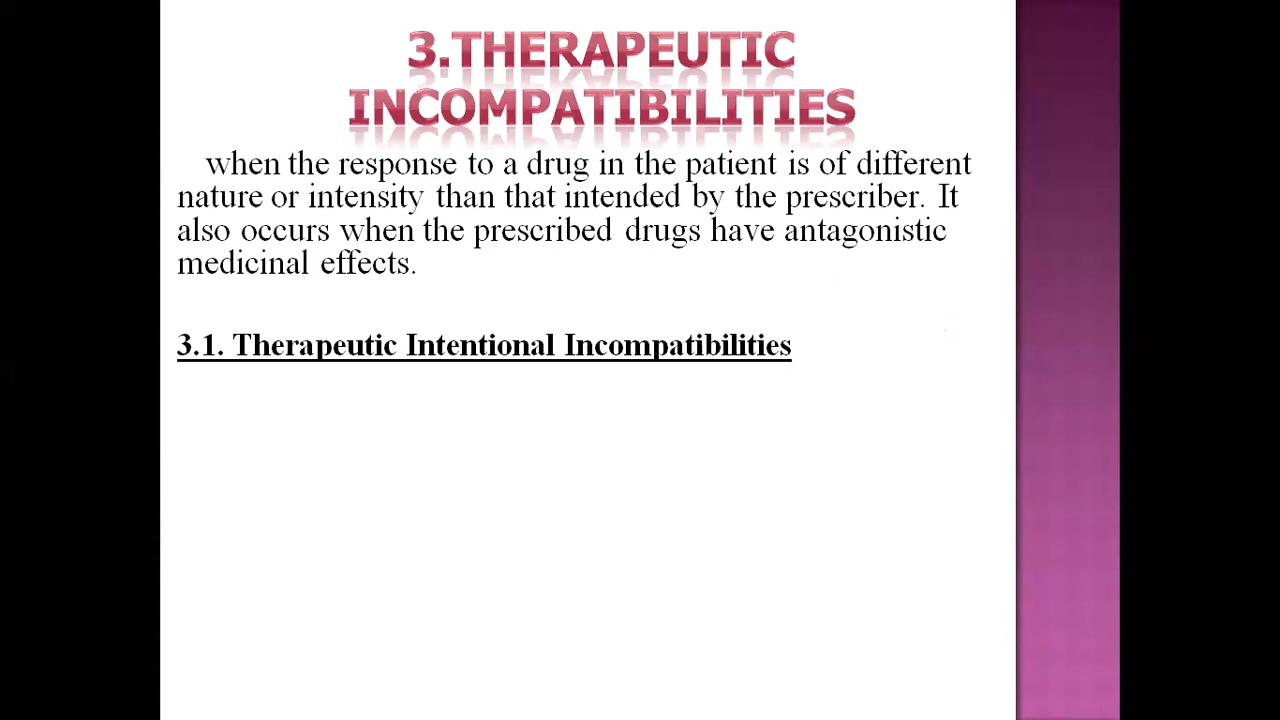 3.THERAPEUTIC
INCOMPATIBILITIES
when the response to a drug in the patient is of different
nature or intensity than that intended by the prescriber. It
also occurs when the prescribed drugs have antagonistic
medicinal effects.
3.1. Therapeutic Intentional Incompatibilities